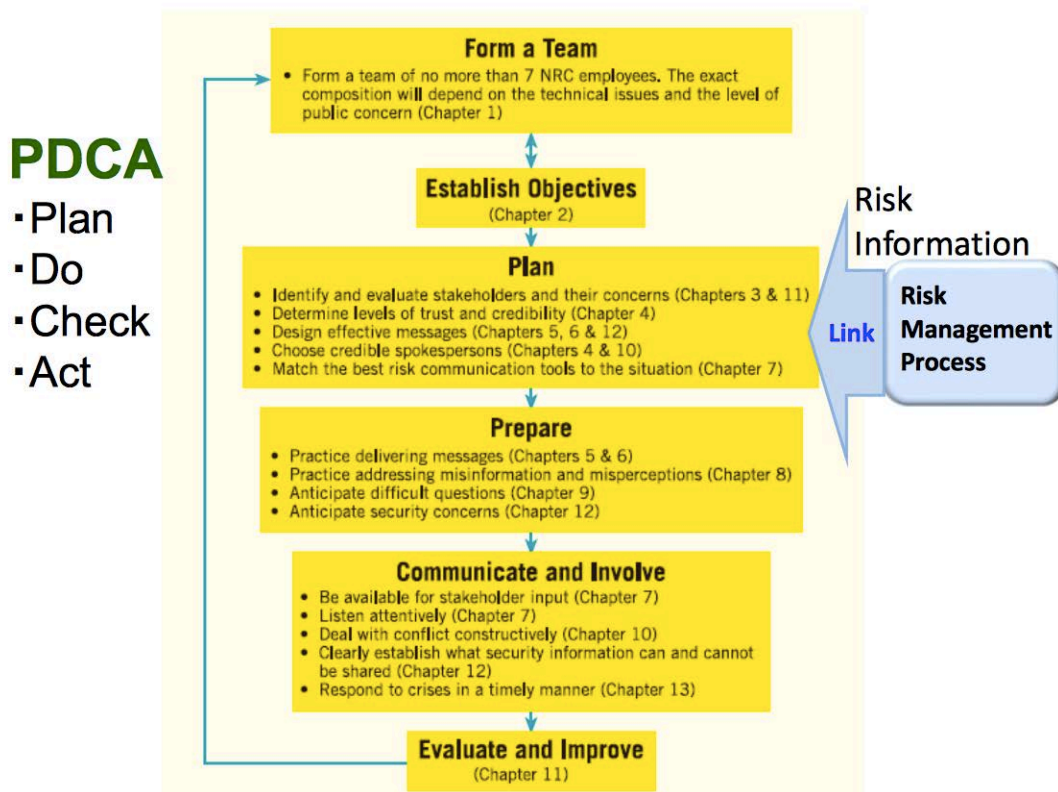 PDCA
・Plan
・Do
・Check
・Act
Form a Team
• Form a team of no more than 7 NRC employees. The exact
composition will depend on the technical issues and the level of
public concern (Chapter 1)
Establish Objectives
(Chapter 2)
Plan
• Identify and evaluate stakeholders and their concerns (Chapters 3 & 11)
• Determine levels of trust and credibility (Chapter 4)
• Design effective messages (Chapters 5, 6 & 12)
• Choose credible spokespersons (Chapters 4 & 10)
• Match the best risk communication tools to the situation (Chapter 7)
Prepare
• Practice delivering messages (Chapters 5 & 6)
• Practice addressing misinformation and misperceptions (Chapter 8)
• Anticipate difficult questions (Chapter 9)
• Anticipate security concerns (Chapter 12)
Communicate and Involve
• Be available for stakeholder input (Chapter 7)
• Listen attentively (Chapter 7)
• Deal with conflict constructively (Chapter 10)
• Clearly establish what security information can and cannot
be shared (Chapter 12)
• Respond to crises in a timely manner (Chapter 13)
Evaluate and Improve
(Chapter 11)
Risk
Information
Link
Risk
Management
Process